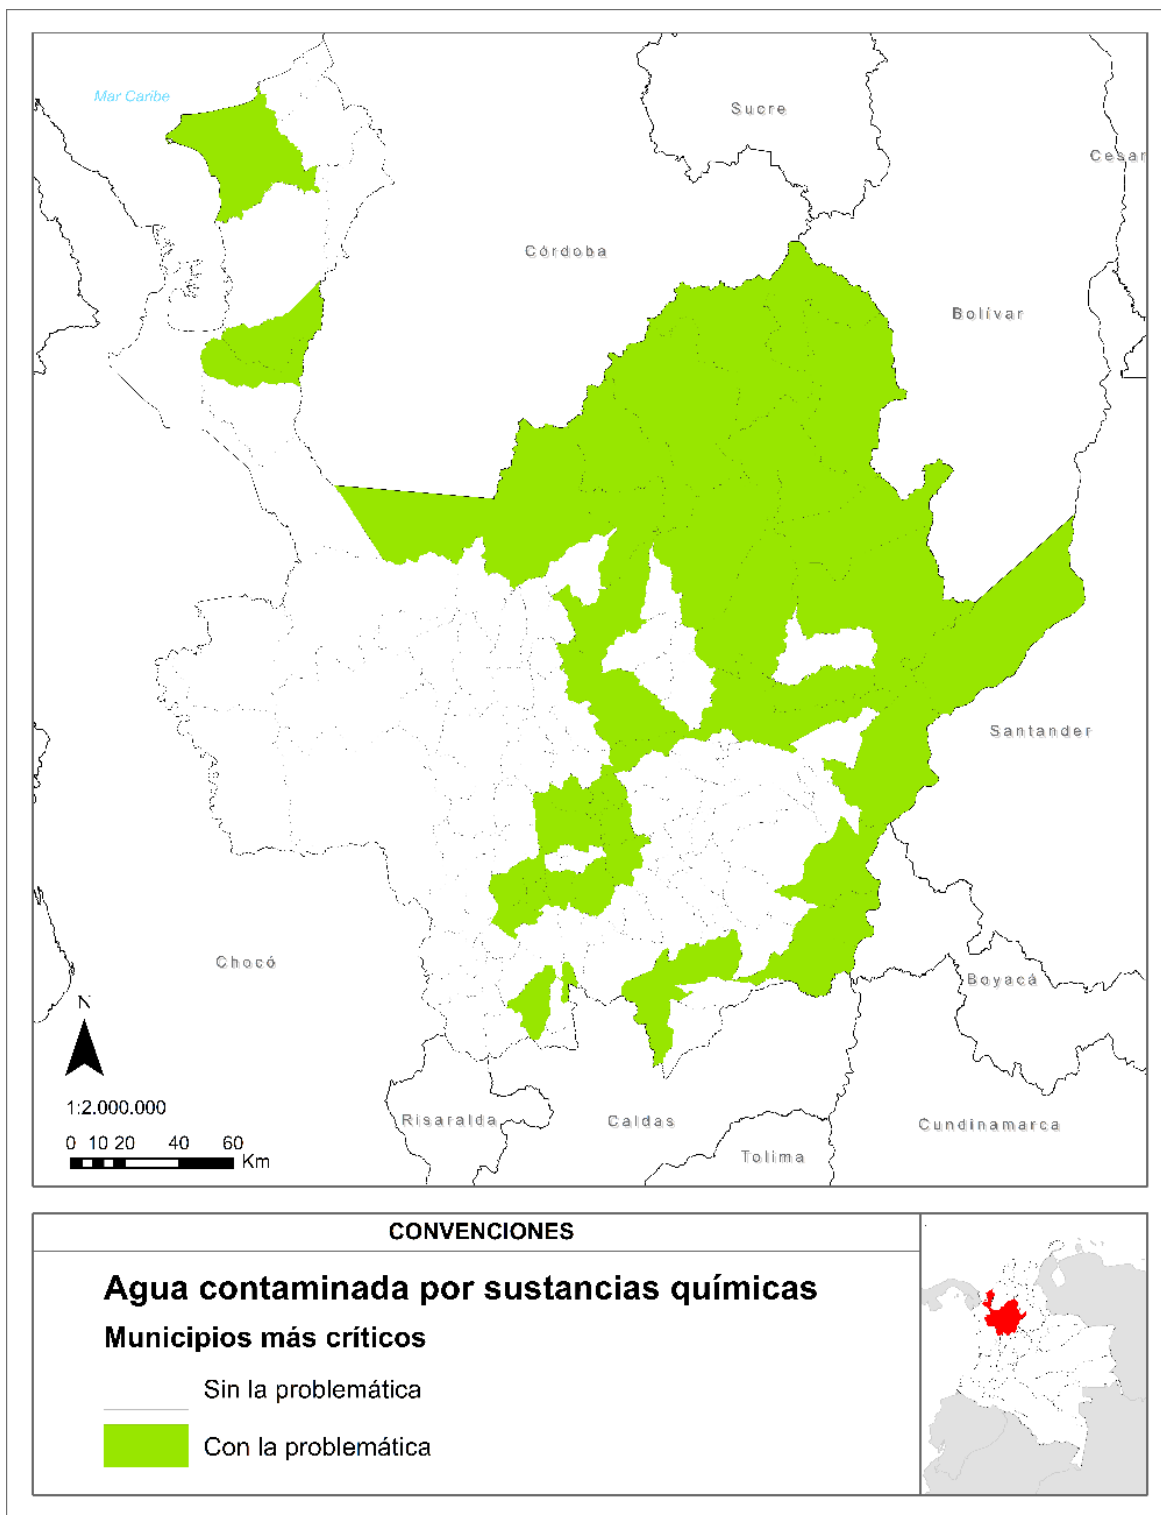 Mar Caribe
Sucre
Cesar
Córdoba
Bolívar
Santander
Chocó
Boyacá
N
1:2.000.000
Risaralda
Caldas
Cundinamarca
Tolima
0 10 20 40 60
Km
CONVENCIONES
Agua contaminada por sustancias químicas
Municipios más críticos
Sin la problemática
Con la problemática